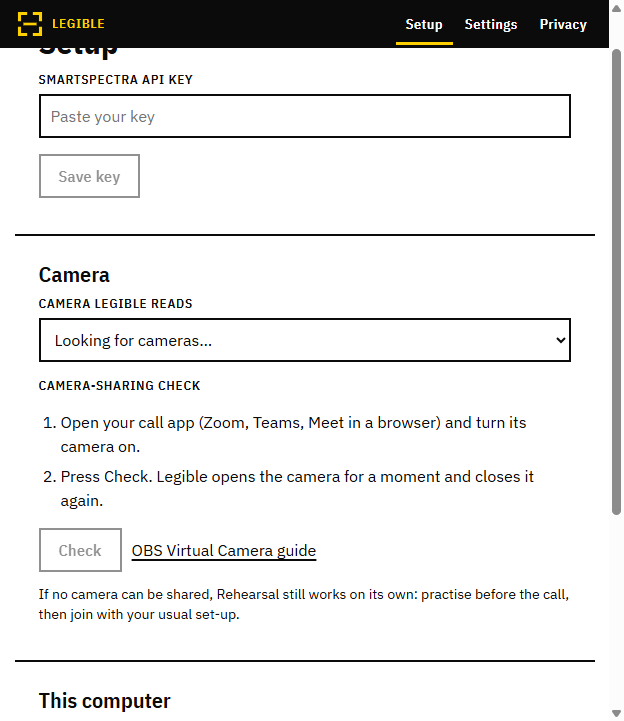 LEGIBLE
Setup Settings Privacy
Setup
SMARTSPECTRA API KEY
Paste your key
Save key
Camera
CAMERA LEGIBLE READS
Looking for cameras...
CAMERA-SHARING CHECK
1. Open your call app (Zoom, Teams, Meet in a browser) and turn its
camera on.
2. Press Check. Legible opens the camera for a moment and closes it
again.
Check OBS Virtual Camera guide
If no camera can be shared, Rehearsal still works on its own: practise before the call,
then join with your usual set-up.
This computer